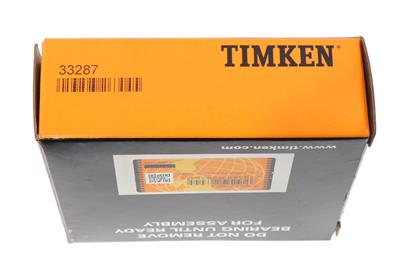 TIMKEN®
33287
www.timken.com
DO NOT REMOVE
BEARING UNTIL READY
FOR ASSEMBLY